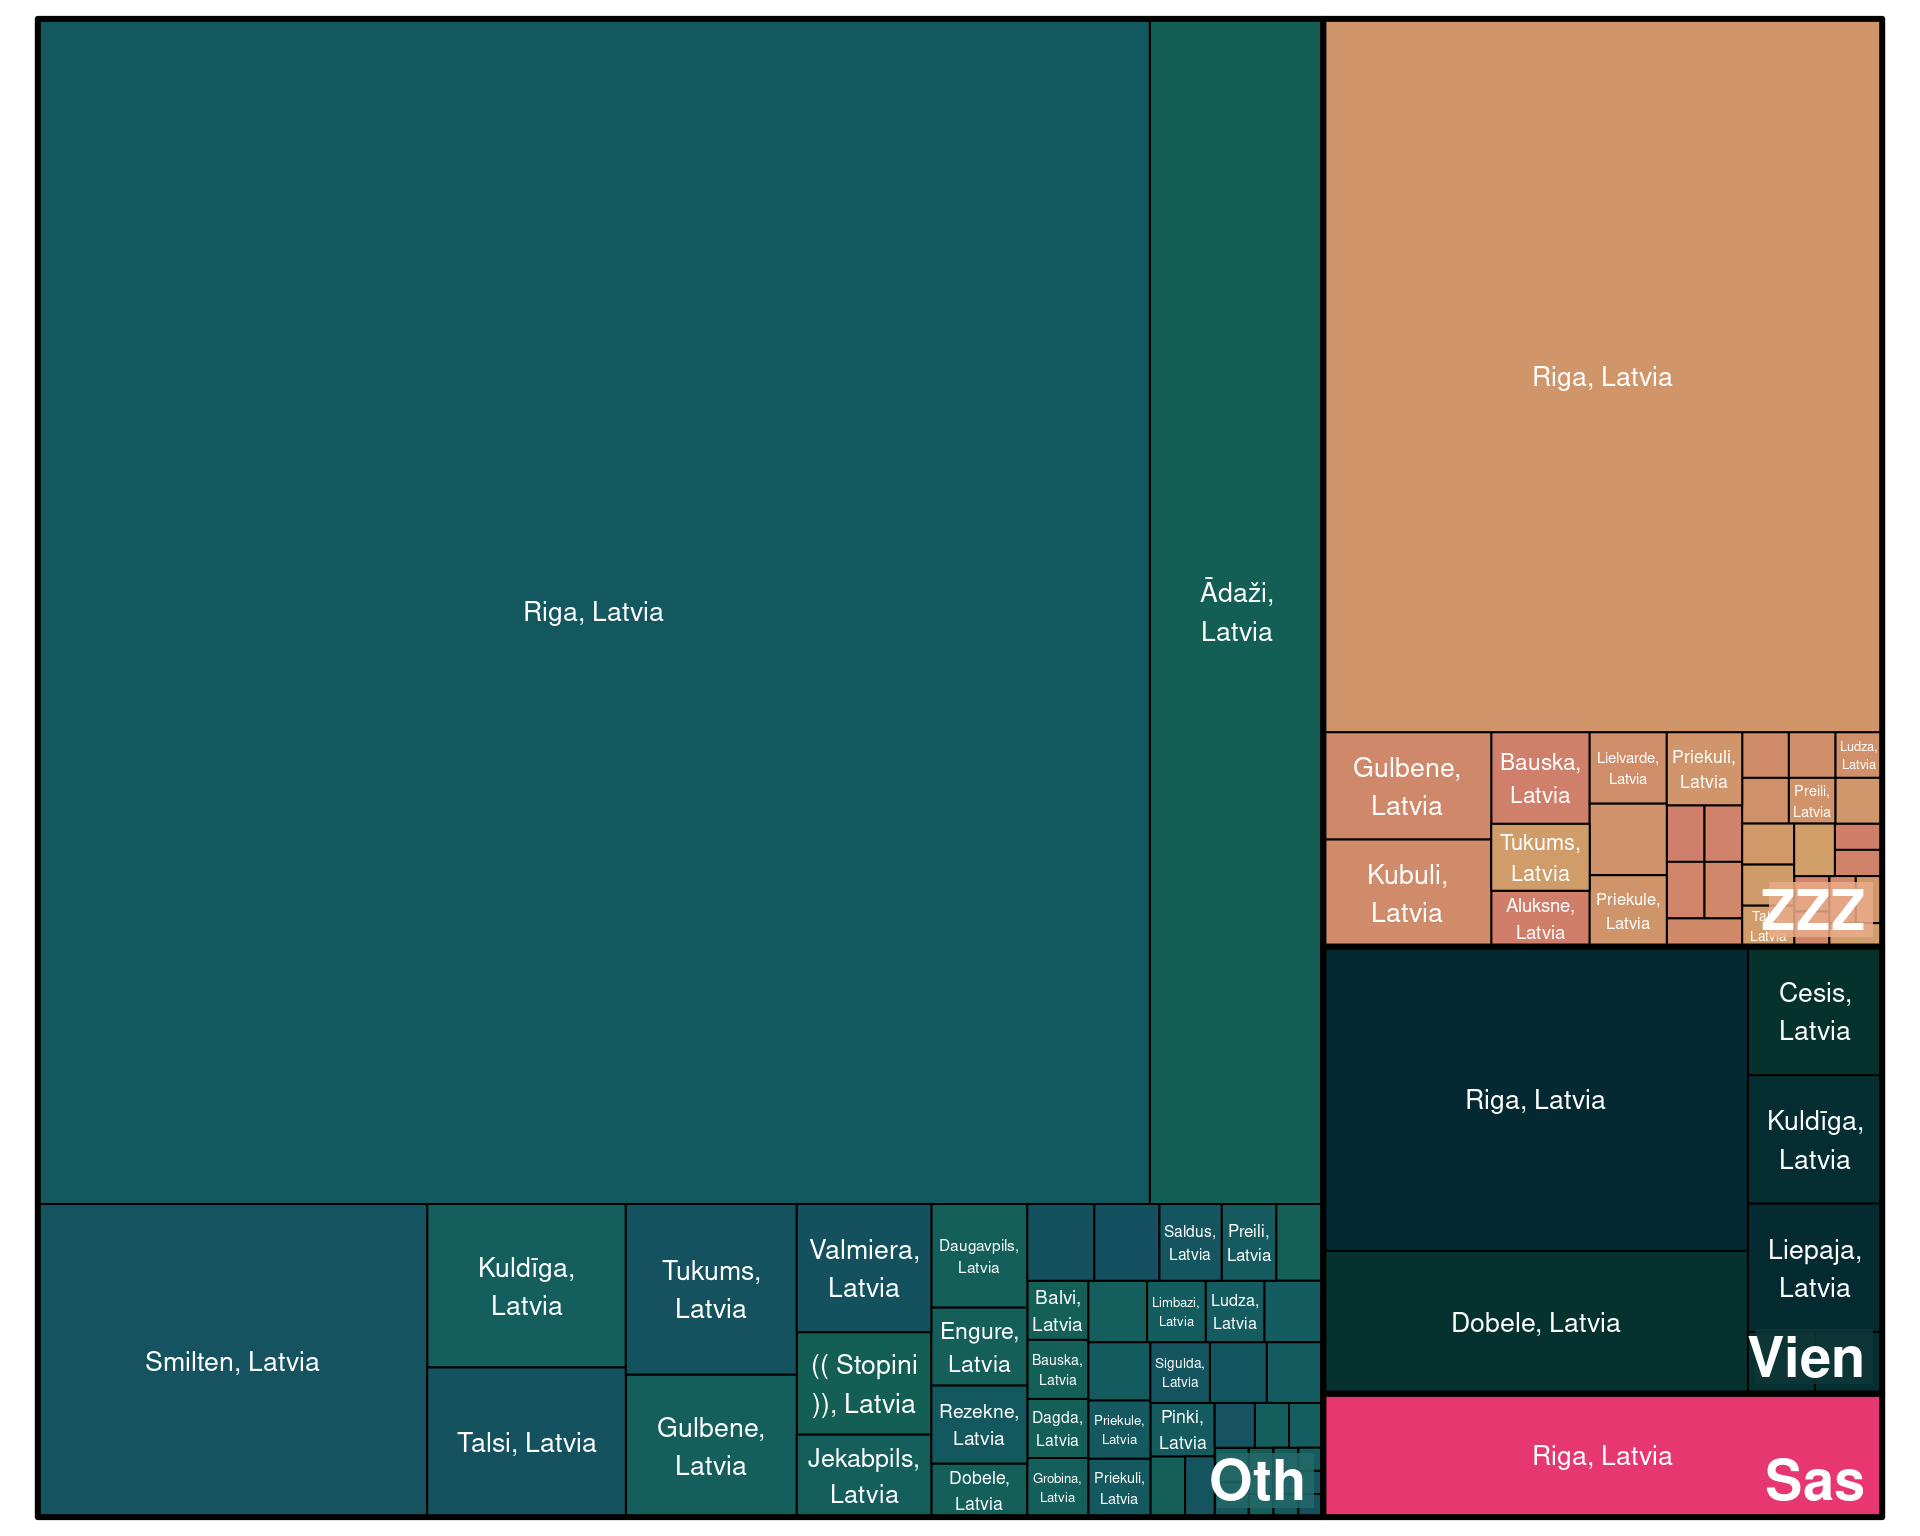 Riga, Latvia
Ādaži,
Latvia
Smilten, Latvia
Kuldīga,
Latvia
Talsi, Latvia
Tukums,
Latvia
Gulbene,
Latvia
Valmiera,
Latvia
(( Stopini
)), Latvia
Jekabpils,
Latvia
Daugavpils,
Latvia
Engure,
Latvia
Rezekne,
Latvia
Dobele,
Latvia
Saldus,
Latvia
Preili,
Latvia
Balvi,
Latvia
Limbazi,
Latvia
Ludza,
Latvia
Bauska,
Latvia
Sigulda,
Latvia
Dagda,
Latvia
Priekule,
Latvia
Pinki,
Latvia
Grobina,
Latvia
Priekuli,
Latvia
Oth
Riga, Latvia
Gulbene,
Latvia
Kubuli,
Latvia
Bauska,
Latvia
Tukums,
Latvia
Aluksne,
Latvia
Lielvarde,
Latvia
Priekule,
Latvia
Priekuli,
Latvia
Ludza,
Latvia
Preili,
Latvia
Latvia
ZZZ
Riga, Latvia
Dobele, Latvia
Cesis,
Latvia
Kuldīga,
Latvia
Liepaja,
Latvia
Vien
Riga, Latvia
Sas